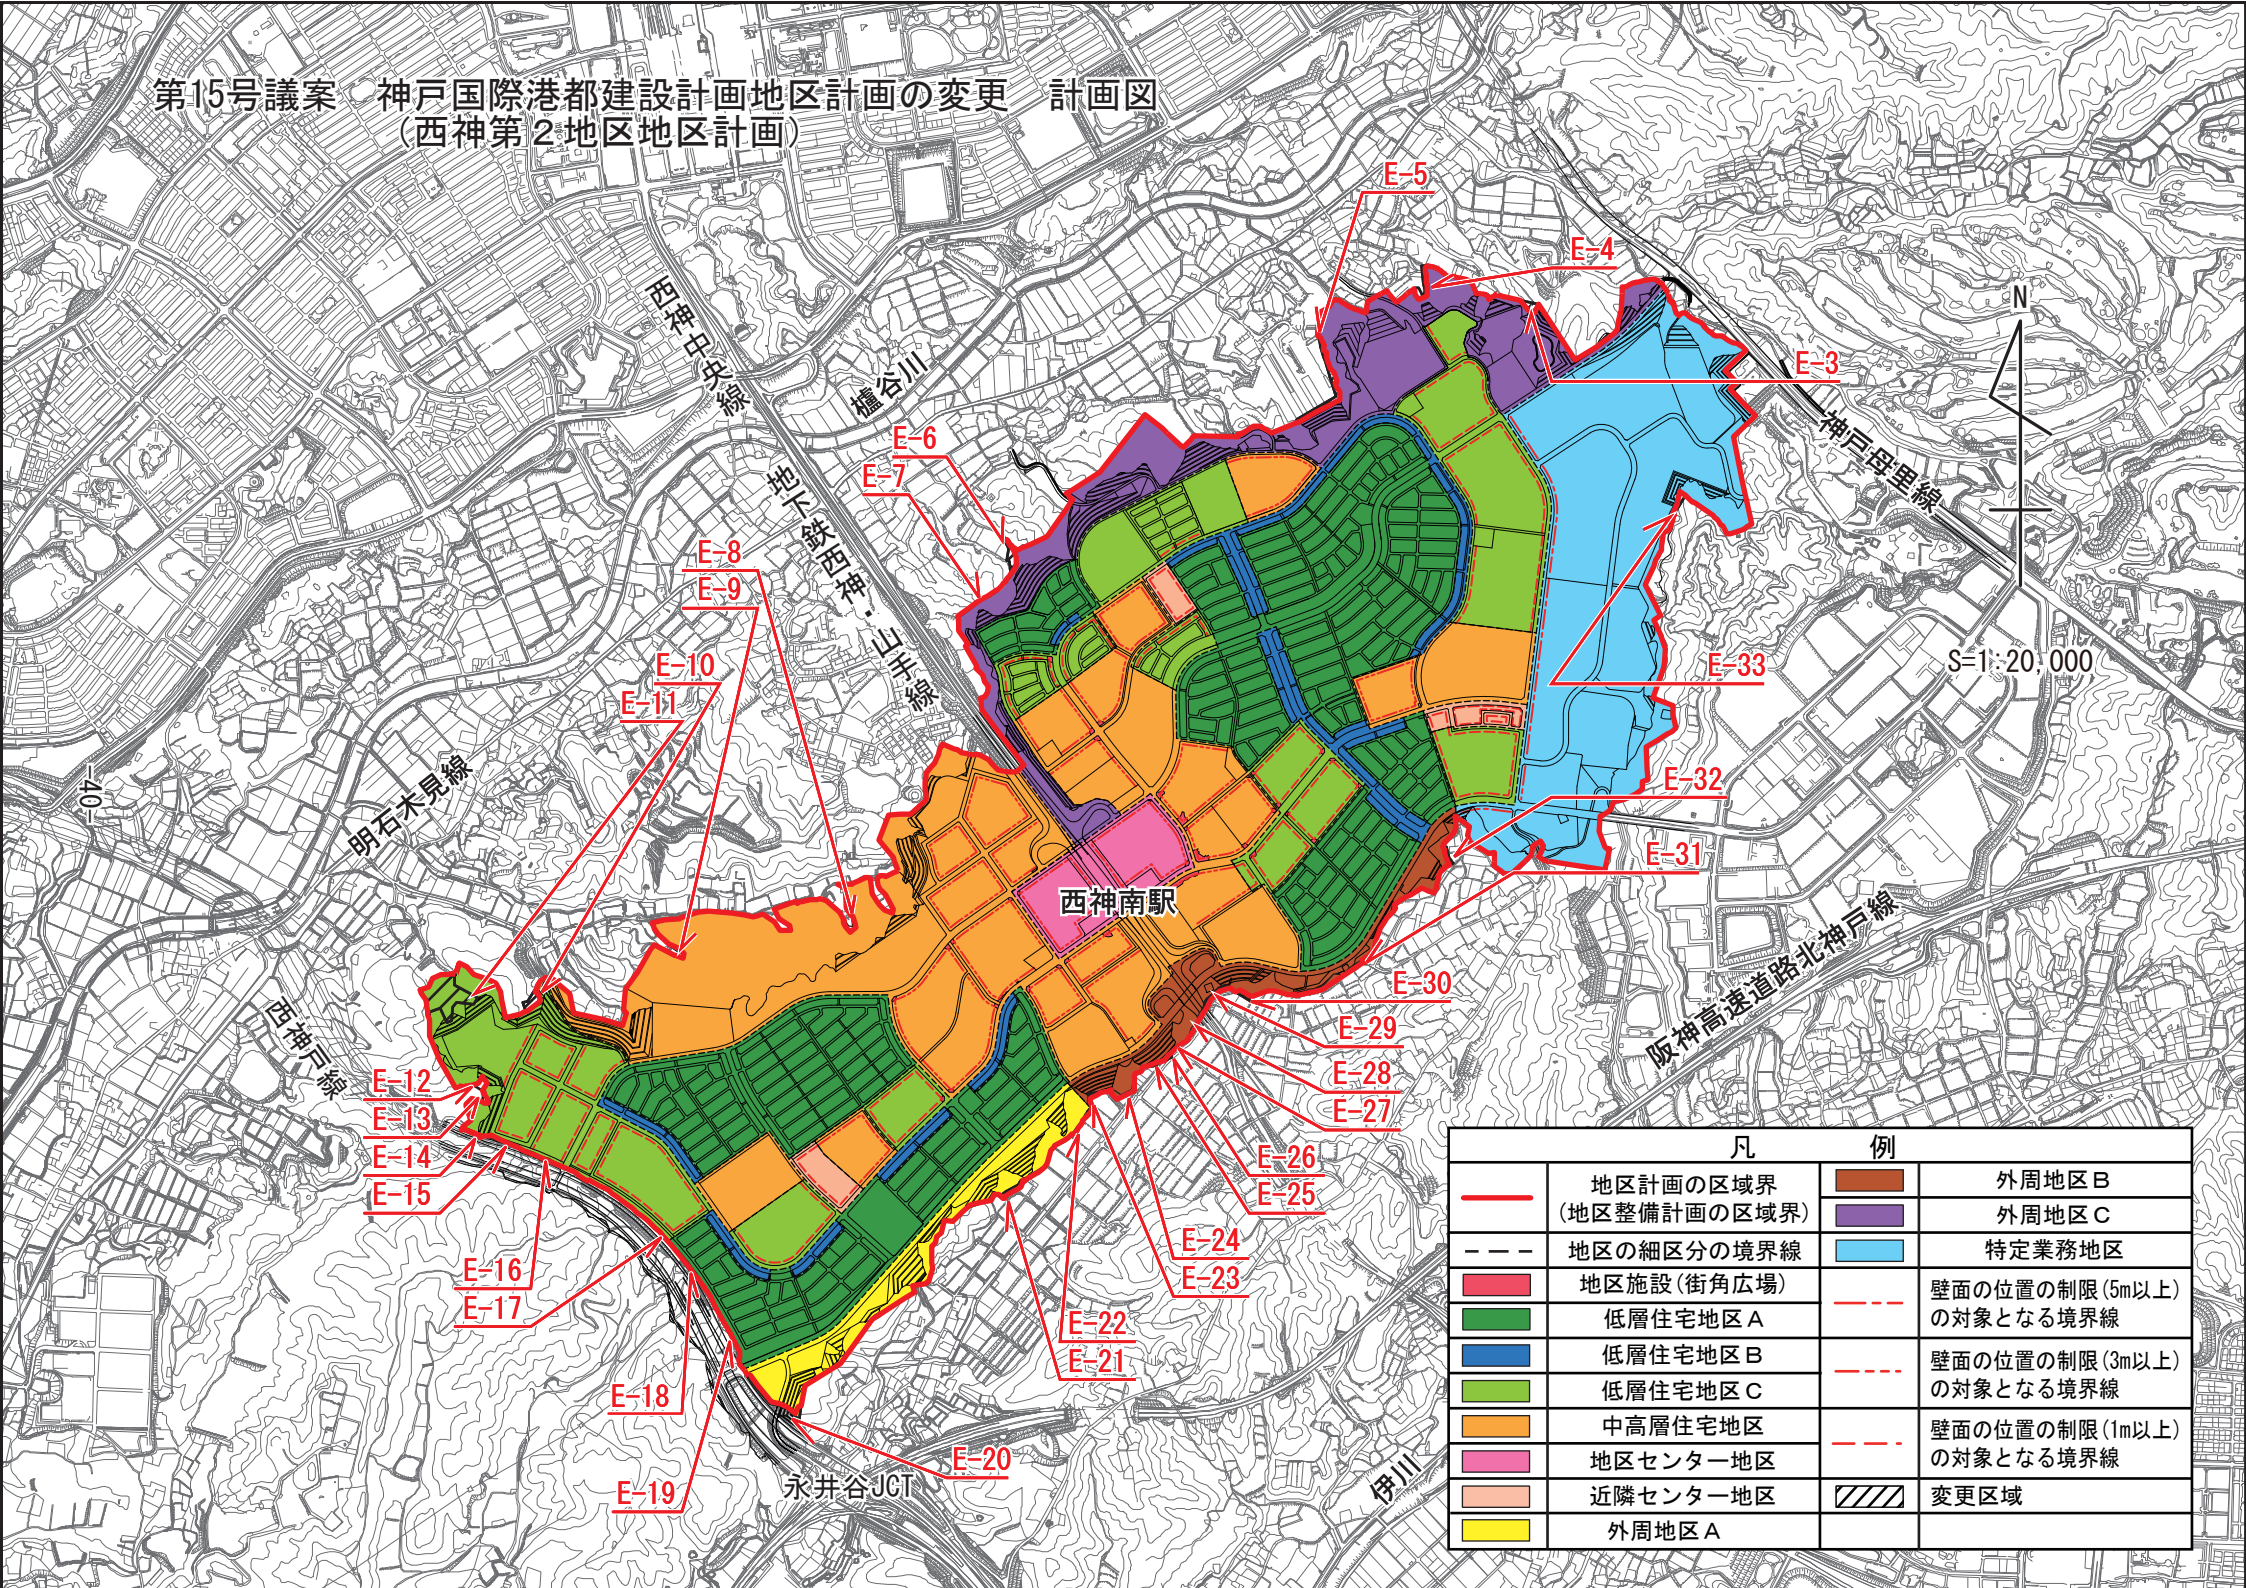 第15号議案　神戸国際港都建設計画地区計画の変更　計画図
（西神第２地区地区計画）
E-5
E-4
N
西神中央線
E-3
櫨谷川
神戸母里線
E-6
E-7
地下鉄西神・山手線
E-8
E-9
E-10
E-11
E-33
S=1:20,000
-40-
明石木見線
E-32
E-31
西神南駅
阪神高速道路北神戸線
E-30
西神戸線
E-29
E-12
E-28
E-13
E-27
E-14
E-26
E-15
E-25
E-24
E-16
E-23
E-17
E-22
E-21
E-18
E-20
E-19
永井谷JCT
伊川
凡　例
地区計画の区域界
(地区整備計画の区域界)
地区の細区分の境界線
地区施設(街角広場)
低層住宅地区Ａ
低層住宅地区Ｂ
低層住宅地区Ｃ
中高層住宅地区
地区センター地区
近隣センター地区
外周地区Ａ
外周地区Ｂ
外周地区Ｃ
特定業務地区
壁面の位置の制限(5m以上)
の対象となる境界線
壁面の位置の制限(3m以上)
の対象となる境界線
壁面の位置の制限(1m以上)
の対象となる境界線
変更区域